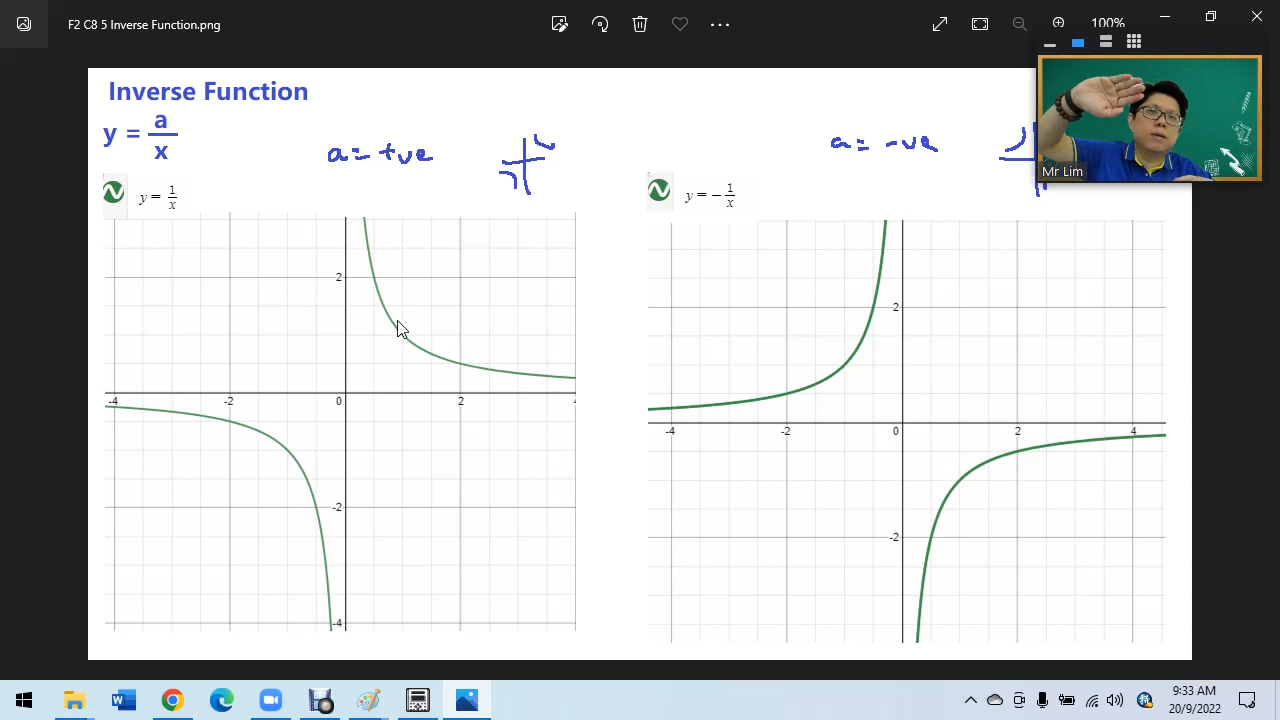 F2 C8 5 Inverse Function.png
100%
Inverse Function
y = a/x
a = +ve
a = -ve
Mr Lim
y = 1/x
y = - 1/x
2
-4 -2 0 2 4
-2
-4
2
-4 -2 0 2 4
-2
9:33 AM
20/9/2022